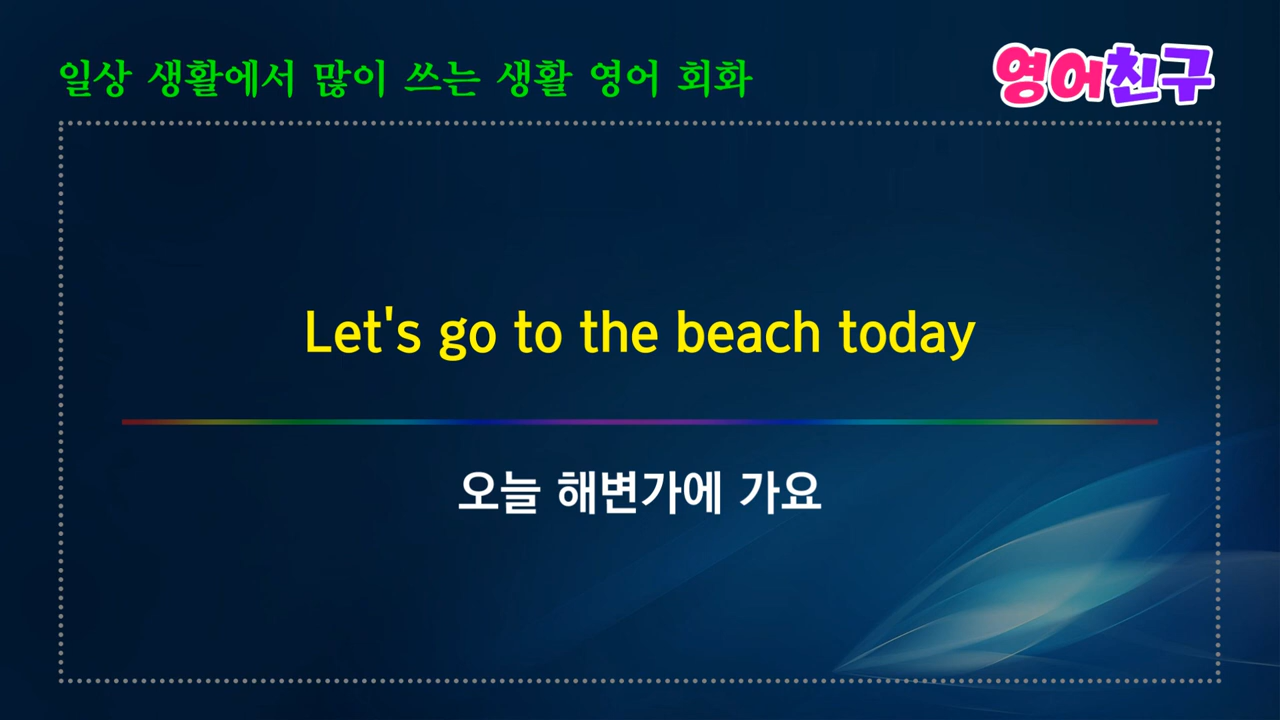 일상 생활에서 많이 쓰는 생활 영어 회화
영어친구
Let's go to the beach today
오늘 해변가에 가요